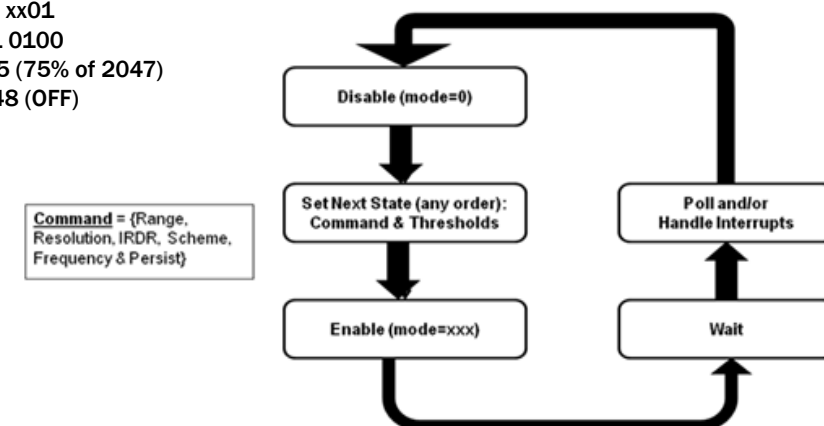 xx01
0100
5 (75% of 2047)
48 (OFF)
Disable (mode=0)
Set Next State (any order):
Command & Thresholds
Enable (mode=xxx)
Command = {Range,
Resolution, IRDR, Scheme,
Frequency & Persist}
Poll and/or
Handle Interrupts
Wait